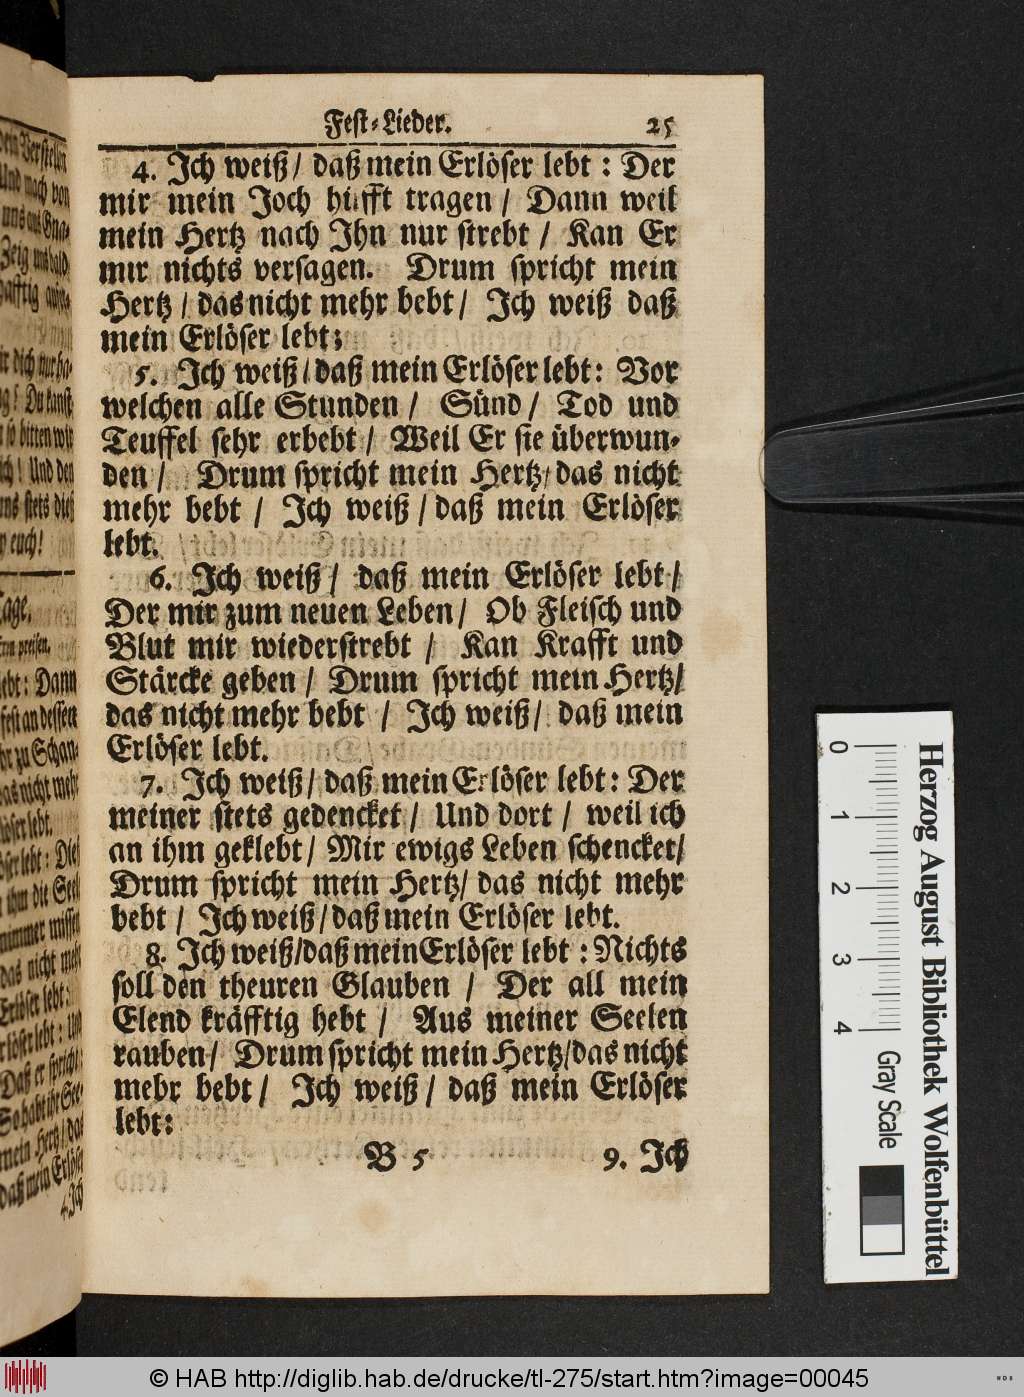 Fest-Lieder. 25
4. Ich weiß/ daß mein Erlöser lebt : Der
mir mein Joch hilfft tragen / Dann weil
mein Hertz nach Ihn nur strebt / Kan Er
mir nichts versagen. Drum spricht mein
Hertz / das nicht mehr bebt / Ich weiß daß
mein Erlöser lebt;
5. Ich weiß / daß mein Erlöser lebt: Vor
welchen alle Stunden / Sünd / Tod und
Teuffel sehr erbebt / Weil Er sie überwun-
den / Drum spricht mein Hertz / das nicht
mehr bebt / Ich weiß / daß mein Erlöser
lebt.
6. Ich weiß / daß mein Erlöser lebt /
Der mir zum neuen Leben / Ob Fleisch und
Blut mir wiederstrebt / Kan Krafft und
Stärcke geben / Drum spricht mein Hertz/
das nicht mehr bebt / Ich weiß / daß mein
Erlöser lebt.
7. Ich weiß / daß mein Erlöser lebt: Der
meiner stets gedencket / Und dort / weil ich
an ihm geklebt / Mir ewigs Leben schencket/
Drum spricht mein Hertz/ das nicht mehr
bebt / Ich weiß / daß mein Erlöser lebt.
8. Ich weiß/daß mein Erlöser lebt : Nichts
soll den theuren Glauben / Der all mein
Elend kräfftig hebt / Aus meiner Seelen
rauben / Drum spricht mein Hertz/das nicht
mehr bebt / Ich weiß / daß mein Erlöser
lebt:
B 5 9. Ich
0 1 2 3 4
Gray Scale
Herzog August Bibliothek Wolfenbüttel
© HAB http://diglib.hab.de/drucke/tl-275/start.htm?image=00045